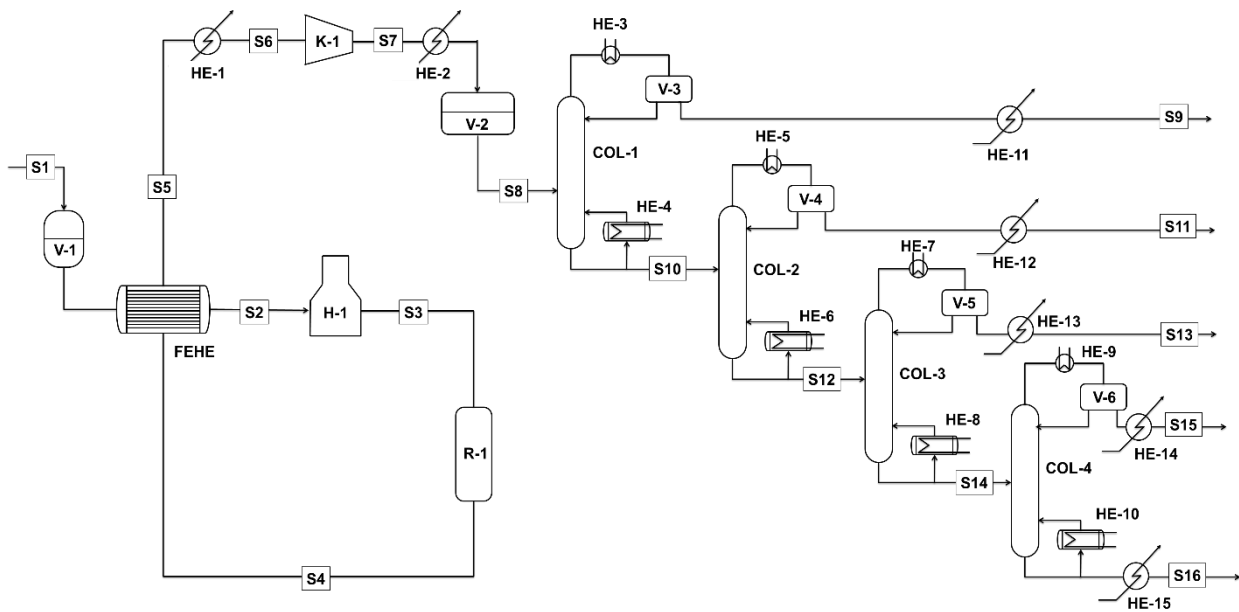 HE-3
S6
K-1
S7
HE-1
HE-2
V-3
V-2
S9
HE-5
HE-11
COL-1
S1
S5
S8
HE-4
V-4
S11
V-1
HE-7
HE-12
S10
COL-2
V-5
S2
H-1
S3
HE-6
HE-13
S13
FEHE
HE-9
S12
COL-3
V-6
HE-8
S15
R-1
HE-14
COL-4
S14
HE-10
S4
S16
HE-15